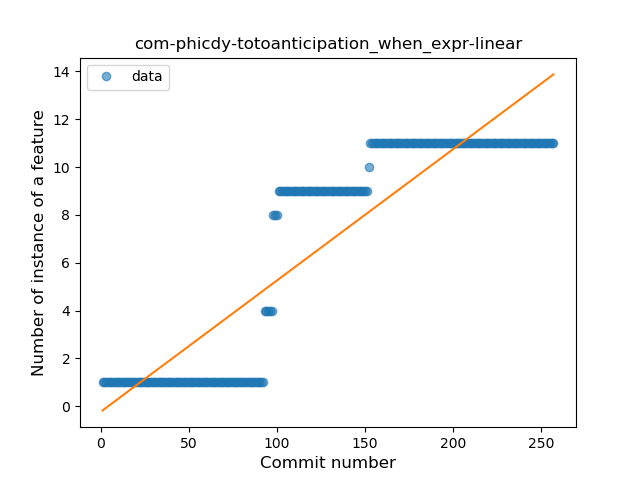 com-phicdy-totoanticipation_when_expr-linear
data
Number of instance of a feature
14
12
10
8
6
4
2
0
0 50 100 150 200 250
Commit number